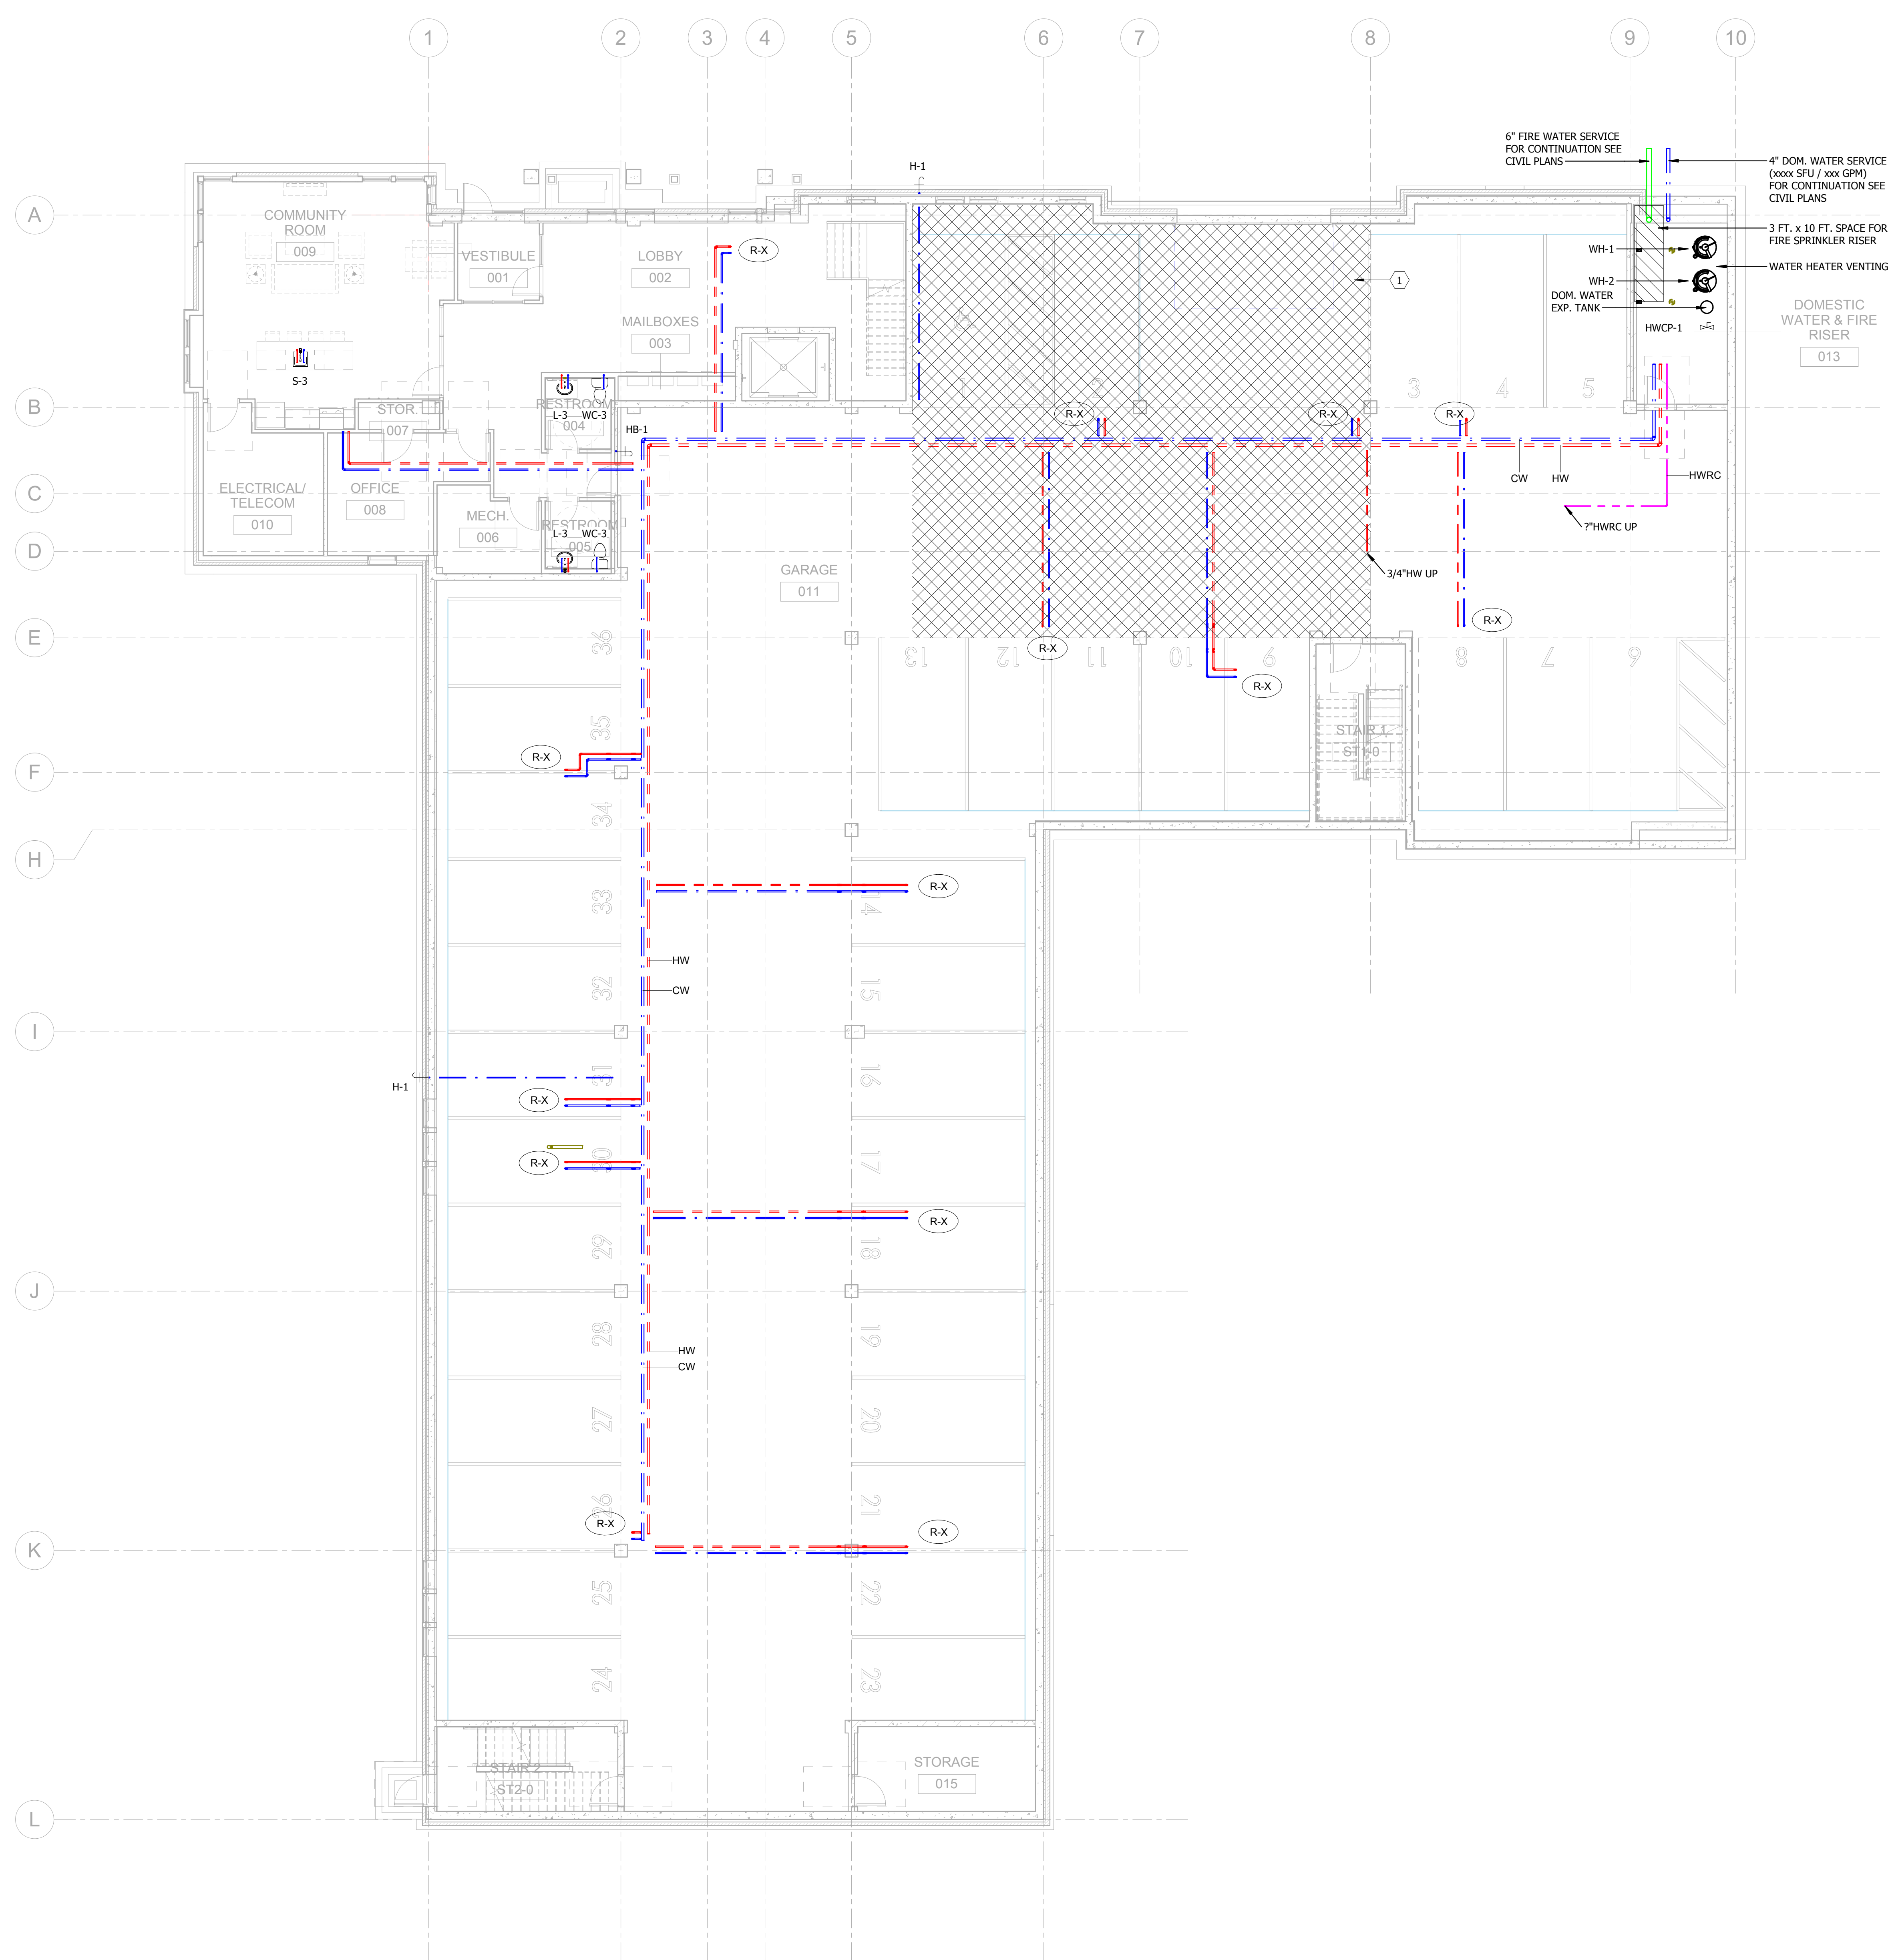 1
2
3
4
5
6
7
8
9
10
6" FIRE WATER SERVICE
FOR CONTINUATION SEE
CIVIL PLANS
4" DOM. WATER SERVICE
(xxxx SFU / xxx GPM)
FOR CONTINUATION SEE
CIVIL PLANS
H-1
A
COMMUNITY
ROOM
009
VESTIBULE
001
LOBBY
002
R-X
3 FT. x 10 FT. SPACE FOR
FIRE SPRINKLER RISER
WH-1
WATER HEATER VENTING
1
WH-2
DOM. WATER
EXP. TANK
DOMESTIC
WATER & FIRE
RISER
013
HWCP-1
MAILBOXES
003
S-3
1
2
3
4
5
B
STOR.
007
RESTROOM
004
L-3
WC-3
R-X
R-X
R-X
HB-1
C
ELECTRICAL/
TELECOM
010
OFFICE
008
CW
HW
HWRC
MECH.
006
RESTROOM
005
L-3
WC-3
?"HWRC UP
D
GARAGE
011
3/4"HW UP
E
36
R-X
R-X
R-X
13
12
11
10
9
8
7
6
35
STAIR 1
ST1-0
F
R-X
34
H
33
R-X
14
HW
32
CW
15
I
31
16
H-1
R-X
R-X
30
17
R-X
29
18
J
28
19
HW
CW
27
20
26
21
R-X
R-X
K
25
22
24
23
STAIR 2
ST2-0
STORAGE
015
L